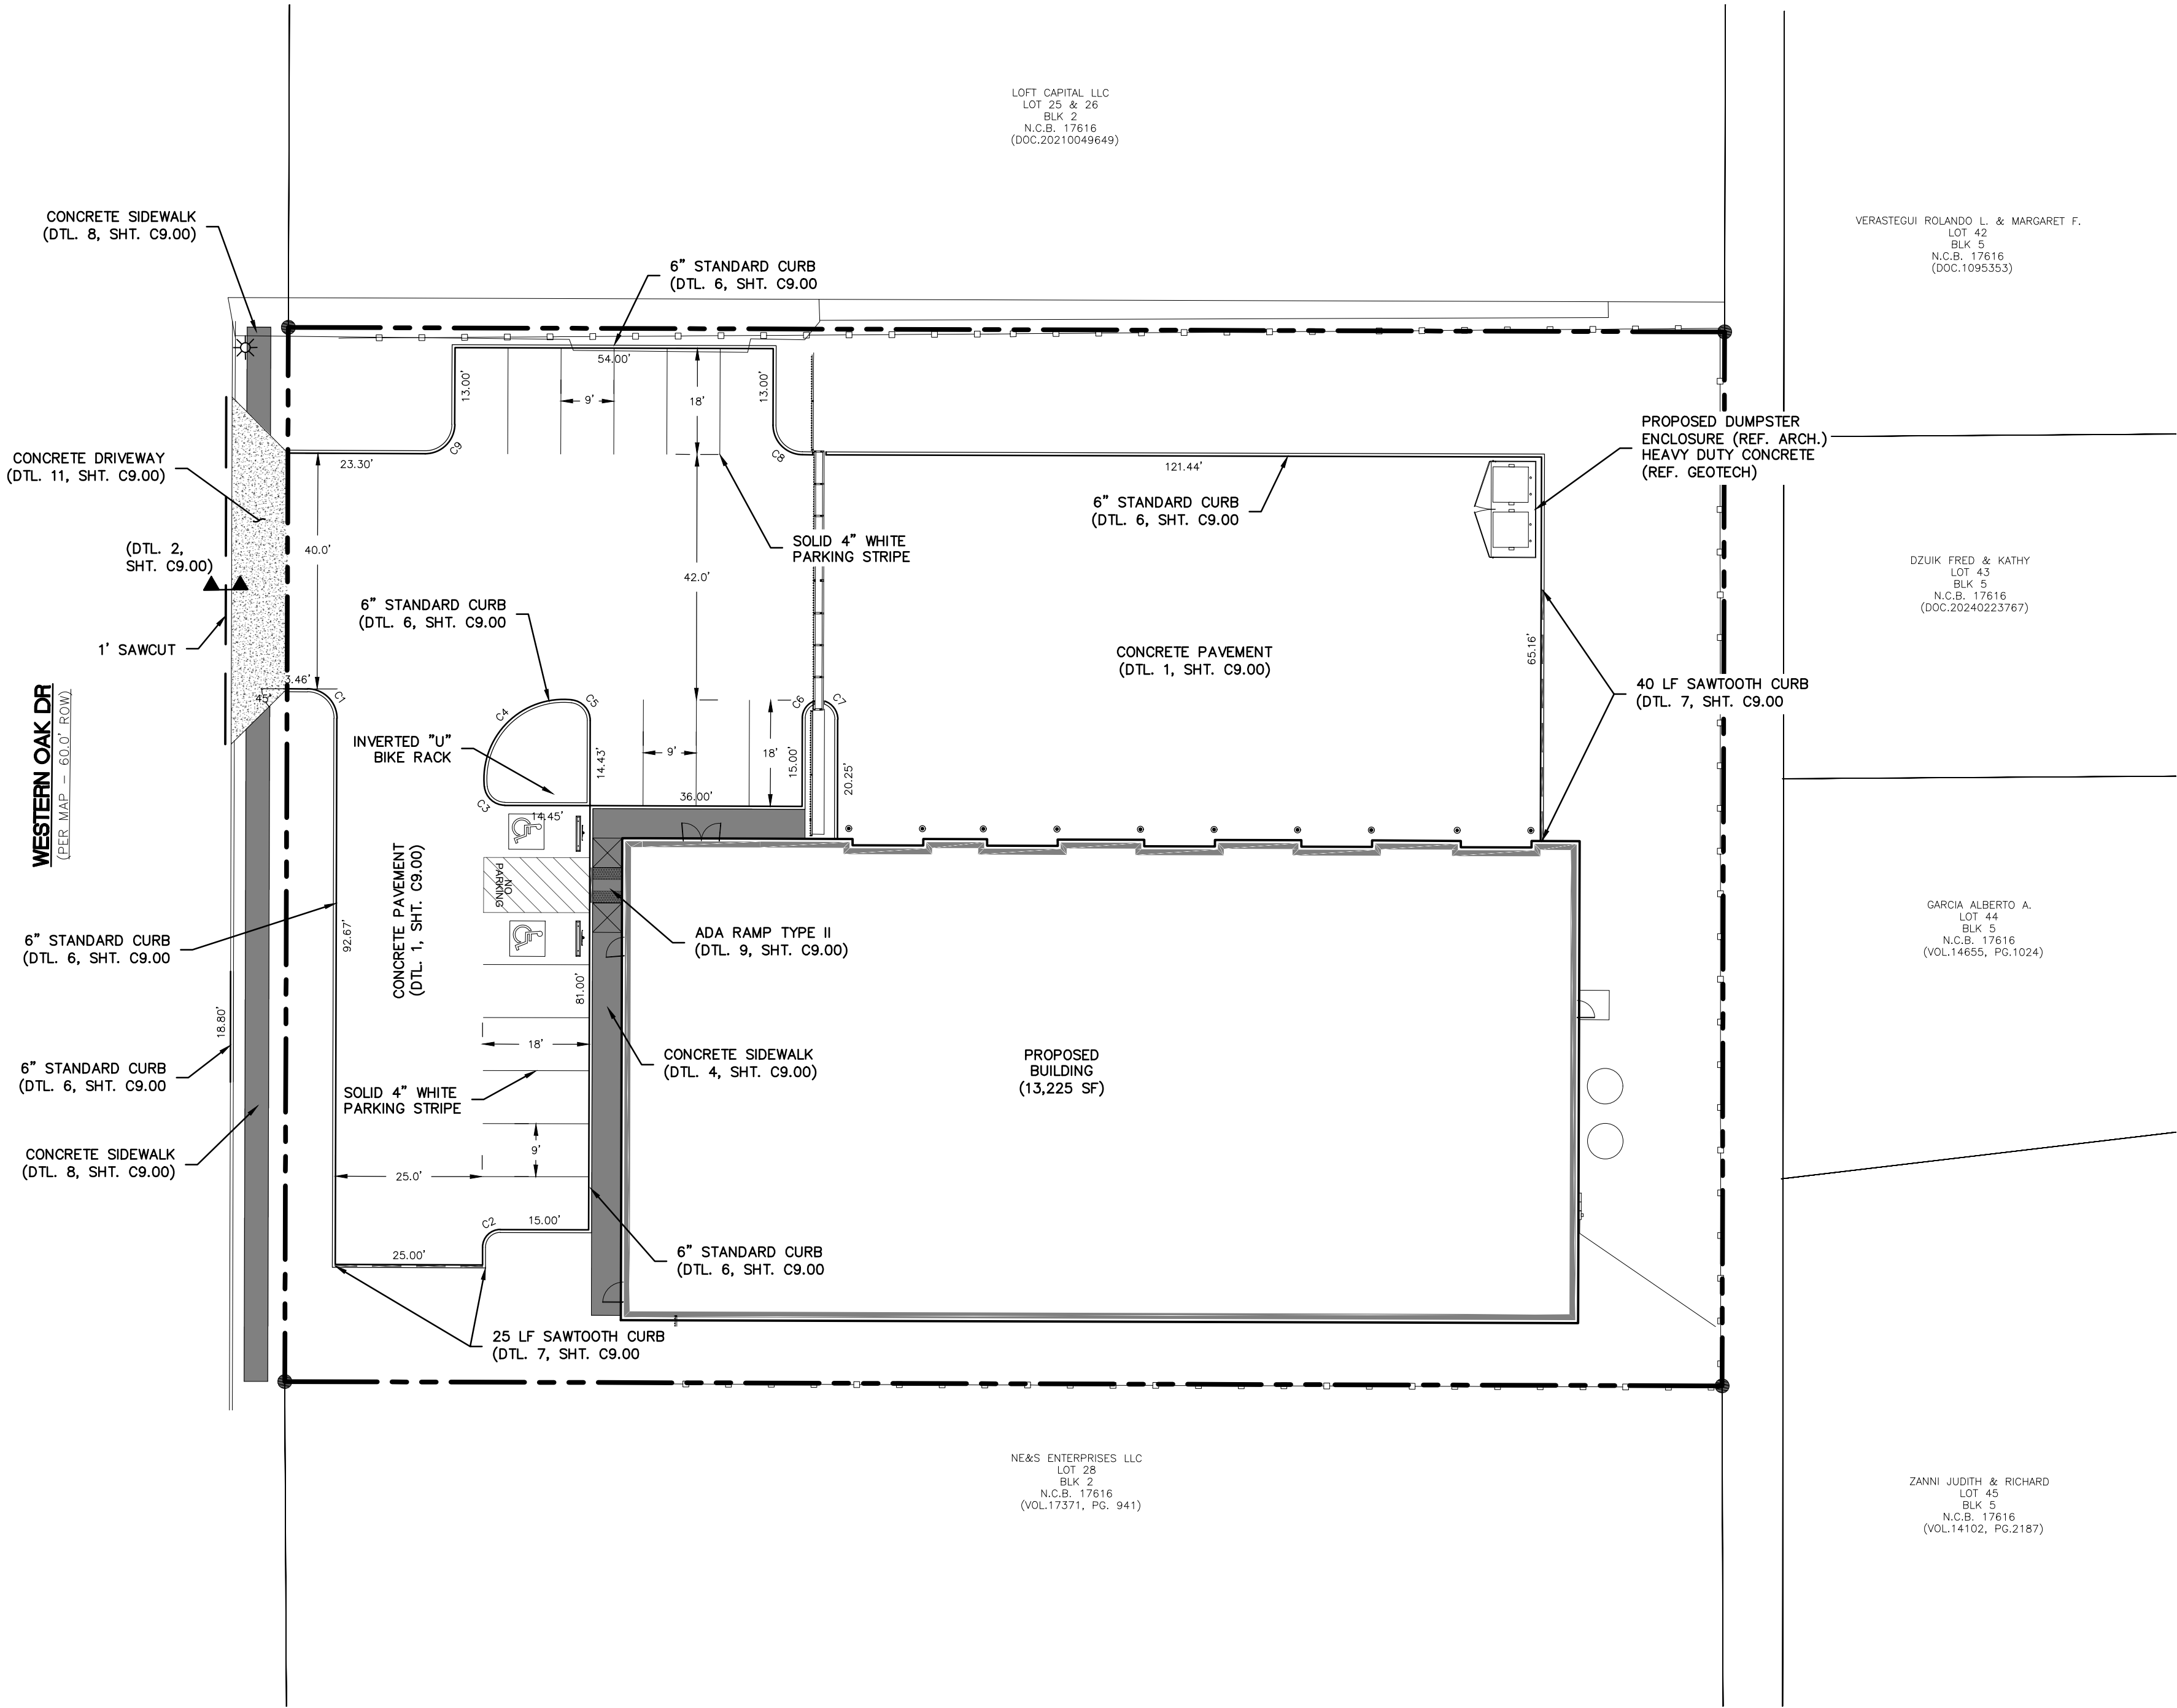 LOFT CAPITAL LLC
LOT 25 & 26
BLK 2
N.C.B. 17616
(DOC.20210049649)
CONCRETE SIDEWALK
(DTL. 8, SHT. C9.00)
VERASTEGUI ROLANDO L. & MARGARET F.
LOT 42
BLK 5
N.C.B. 17616
(DOC.1095353)
6" STANDARD CURB
(DTL. 6, SHT. C9.00
54.00'
13.00'
9'
18'
13.00'
C9
C8
23.30'
CONCRETE DRIVEWAY
(DTL. 11, SHT. C9.00)
121.44'
6" STANDARD CURB
(DTL. 6, SHT. C9.00
PROPOSED DUMPSTER
ENCLOSURE (REF. ARCH.)
HEAVY DUTY CONCRETE
(REF. GEOTECH)
SOLID 4" WHITE
PARKING STRIPE
40.0'
42.0'
(DTL. 2,
SHT. C9.00)
1' SAWCUT
6" STANDARD CURB
(DTL. 6, SHT. C9.00
DZUIK FRED & KATHY
LOT 43
BLK 5
N.C.B. 17616
(DOC.20240223767)
CONCRETE PAVEMENT
(DTL. 1, SHT. C9.00)
65.16'
40 LF SAWTOOTH CURB
(DTL. 7, SHT. C9.00
WESTERN OAK DR
(PER MAP - 60.0' ROW)
3.46'
45'
C1
C4
C5
C6
C7
INVERTED "U"
BIKE RACK
14.43'
9'
18'
15.00'
20.25'
C3
36.00'
14.45'
NO
PARKING
CONCRETE PAVEMENT
(DTL. 1, SHT. C9.00)
92.67'
6" STANDARD CURB
(DTL. 6, SHT. C9.00
ADA RAMP TYPE II
(DTL. 9, SHT. C9.00)
GARCIA ALBERTO A.
LOT 44
BLK 5
N.C.B. 17616
(VOL.14655, PG.1024)
81.00'
18.80'
18'
6" STANDARD CURB
(DTL. 6, SHT. C9.00
CONCRETE SIDEWALK
(DTL. 4, SHT. C9.00)
PROPOSED
BUILDING
(13,225 SF)
SOLID 4" WHITE
PARKING STRIPE
9'
CONCRETE SIDEWALK
(DTL. 8, SHT. C9.00)
25.0'
C2
15.00'
25.00'
6" STANDARD CURB
(DTL. 6, SHT. C9.00
25 LF SAWTOOTH CURB
(DTL. 7, SHT. C9.00
NE&S ENTERPRISES LLC
LOT 28
BLK 2
N.C.B. 17616
(VOL.17371, PG. 941)
ZANNI JUDITH & RICHARD
LOT 45
BLK 5
N.C.B. 17616
(VOL.14102, PG.2187)